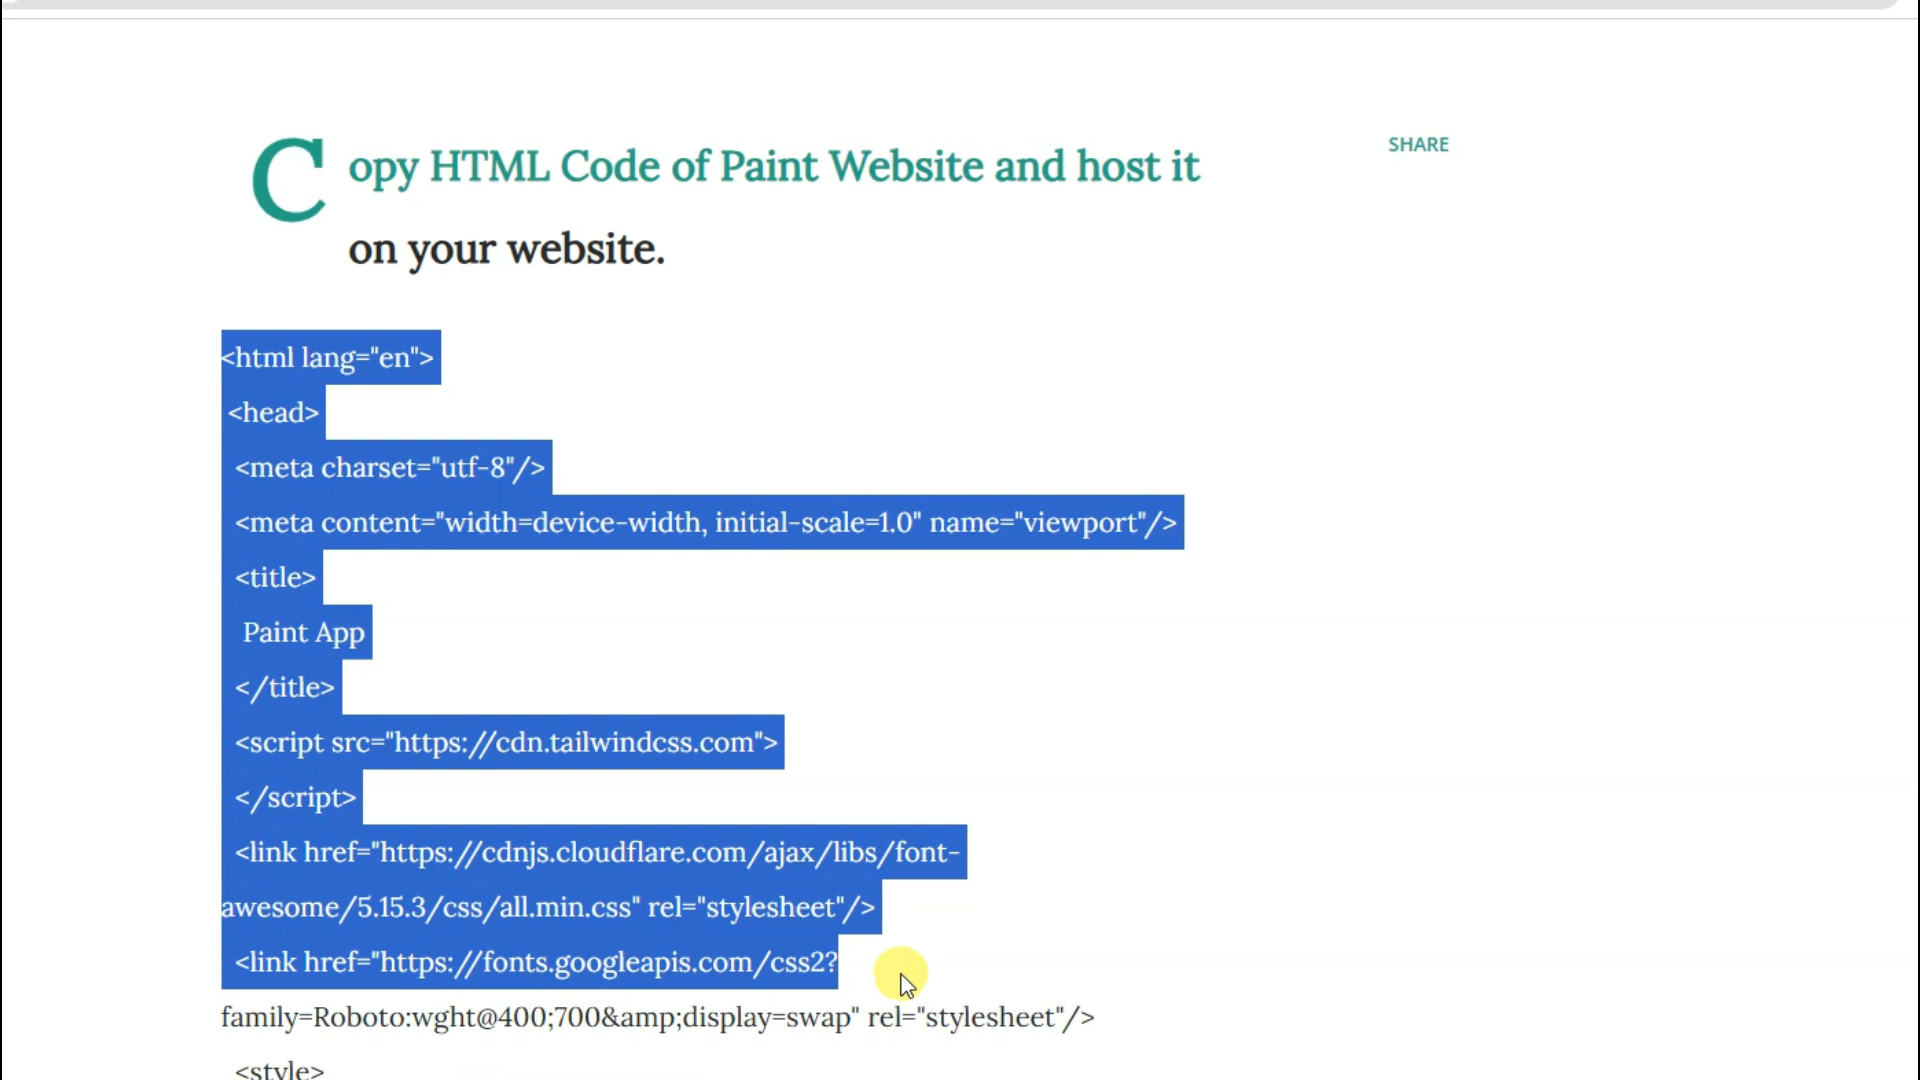 Copy HTML Code of Paint Website and host it
on your website.
SHARE
<html lang="en">
<head>
<meta charset="utf-8"/>
<meta content="width=device-width, initial-scale=1.0" name="viewport"/>
<title>
Paint App
</title>
<script src="https://cdn.tailwindcss.com">
</script>
<link href="https://cdnjs.cloudflare.com/ajax/libs/font-
awesome/5.15.3/css/all.min.css" rel="stylesheet"/>
<link href="https://fonts.googleapis.com/css2?
family=Roboto:wght@400;700&amp;display=swap" rel="stylesheet"/>
<style>